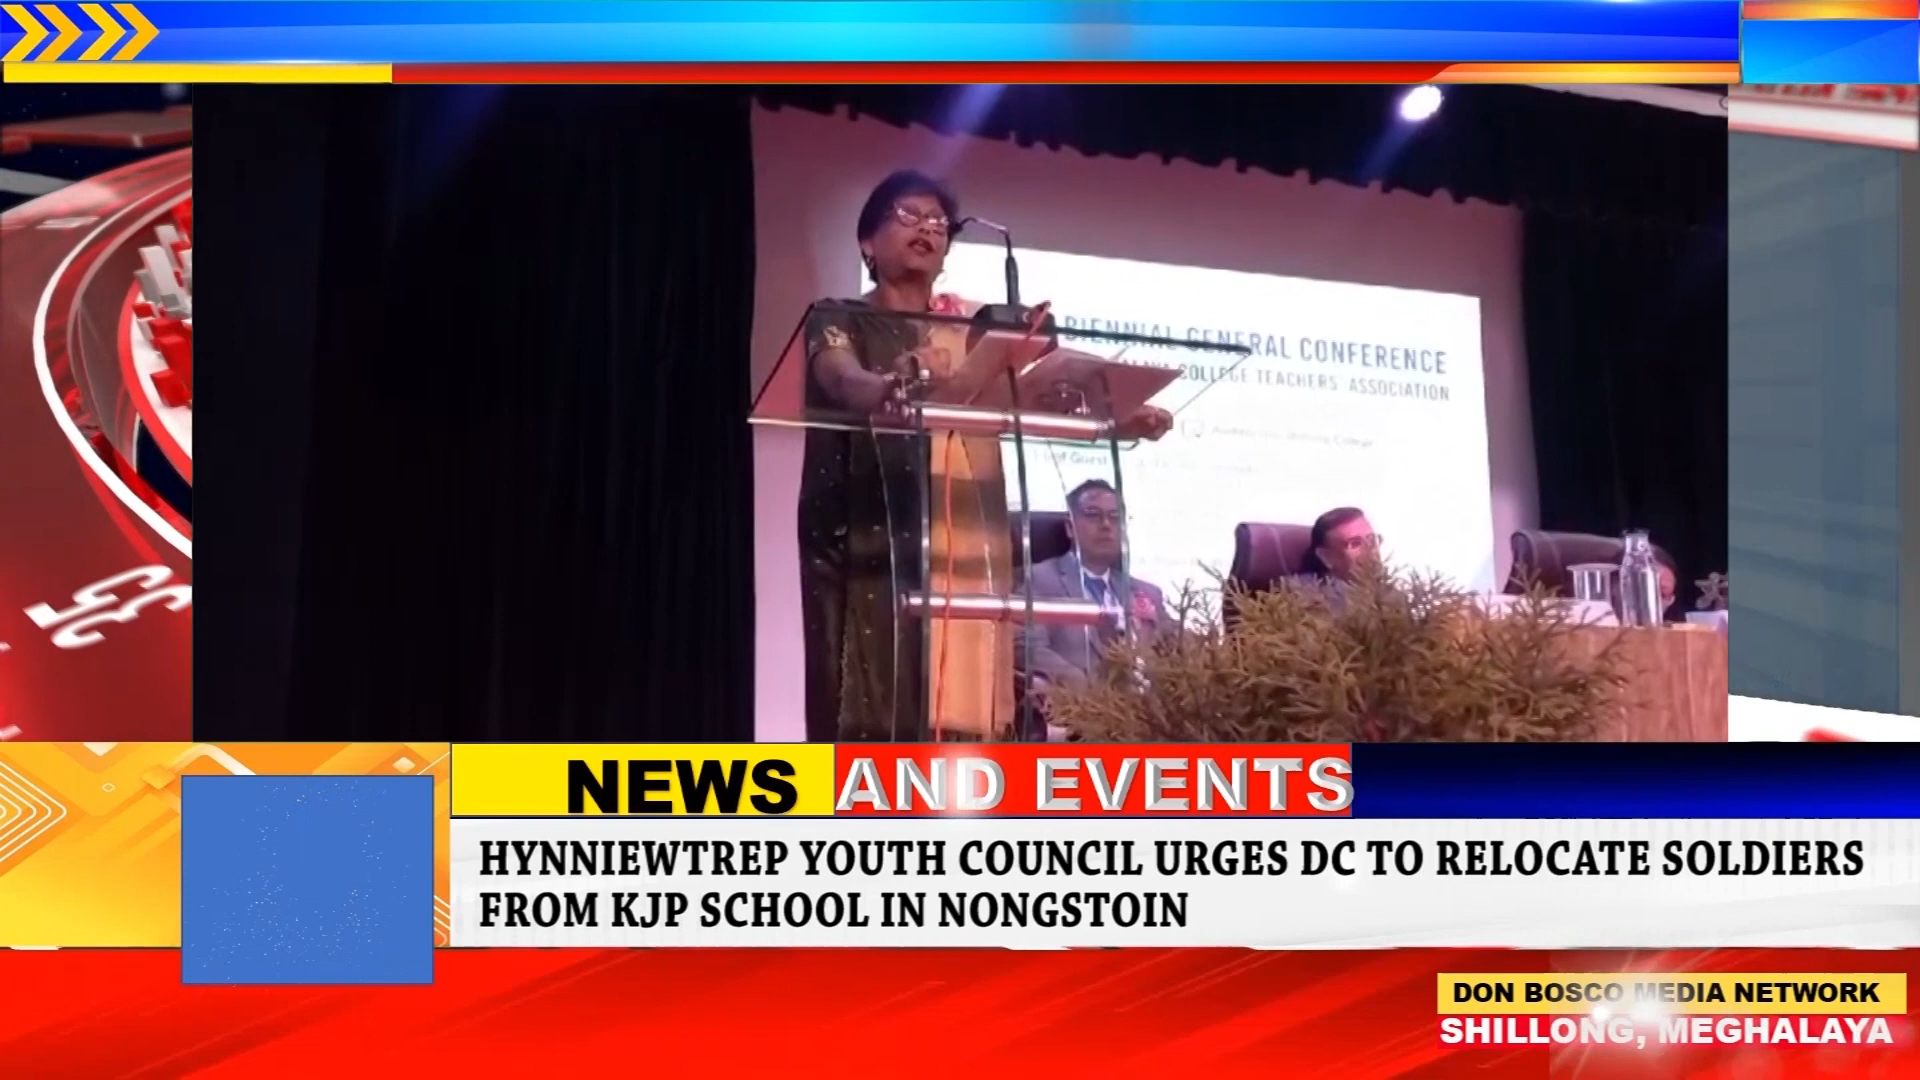 BIENNIAL GENERAL CONFERENCE
COLLEGE TEACHERS' ASSOCIATION
Guest
NEWS AND EVENTS
HYNNIEWTREP YOUTH COUNCIL URGES DC TO RELOCATE SOLDIERS
FROM KJP SCHOOL IN NONGSTOIN
DON BOSCO MEDIA NETWORK
SHILLONG, MEGHALAYA